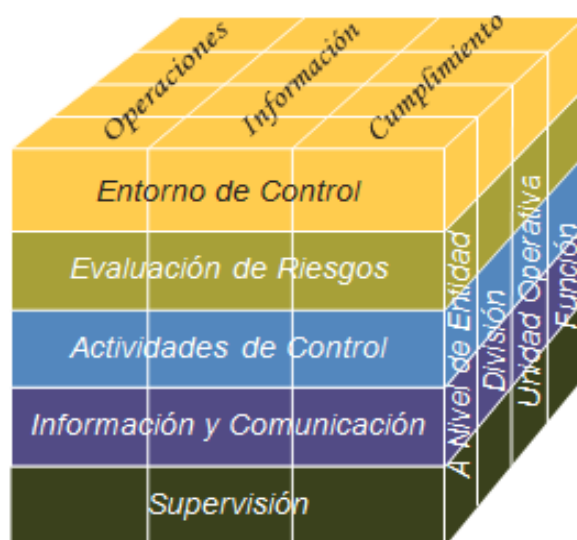 Operaciones
Información
Cumplimiento
Entorno de Control
Evaluación de Riesgos
Actividades de Control
Información y Comunicación
Supervisión
A Nivel de Entidad
División
Unidad Operativa
Función